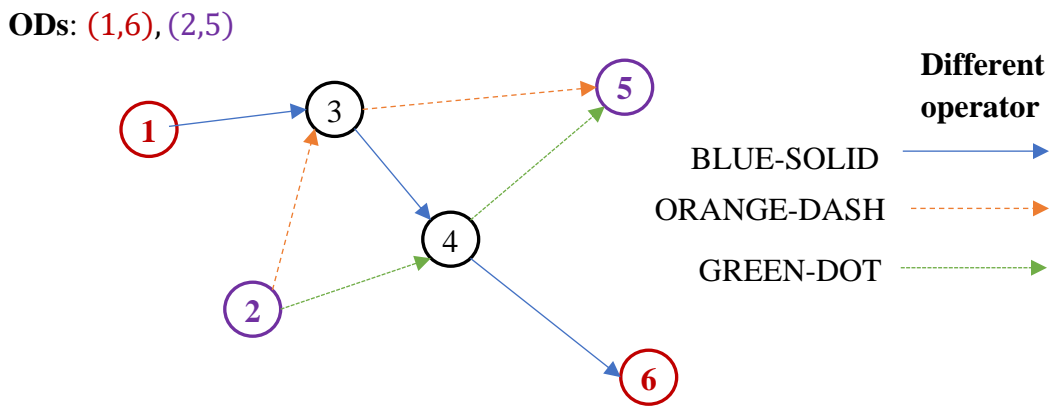 ODs: (1,6), (2,5)
1
3
5
4
2
6
Different
operator
BLUE-SOLID
ORANGE-DASH
GREEN-DOT